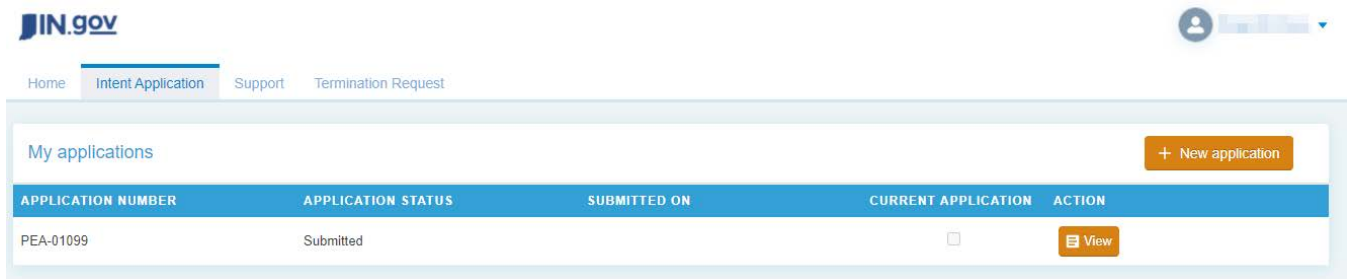 IN.gov
Home Intent Application Support Termination Request
My applications + New application
APPLICATION NUMBER APPLICATION STATUS SUBMITTED ON CURRENT APPLICATION ACTION
PEA-01099 Submitted View